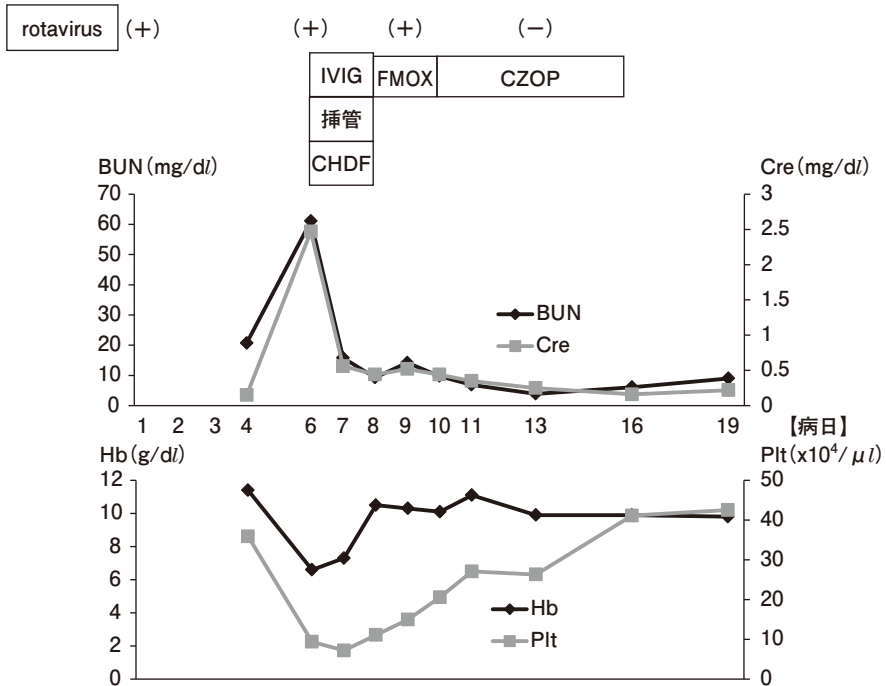 rotavirus (+) (+) (+) (−)
IVIG FMOX CZOP
挿管
CHDF
BUN(mg/dl) Cre(mg/dl)
70 3
60 2.5
50 2
40 1.5
30 1
20 0.5
10 0
0
BUN
Cre
1 2 3 4 6 7 8 9 10 11 13 16 19 【病日】
Hb(g/dl) Plt(x10⁴/μl)
12 50
10 40
8 30
6 20
4 10
2 0
0
Hb
Plt